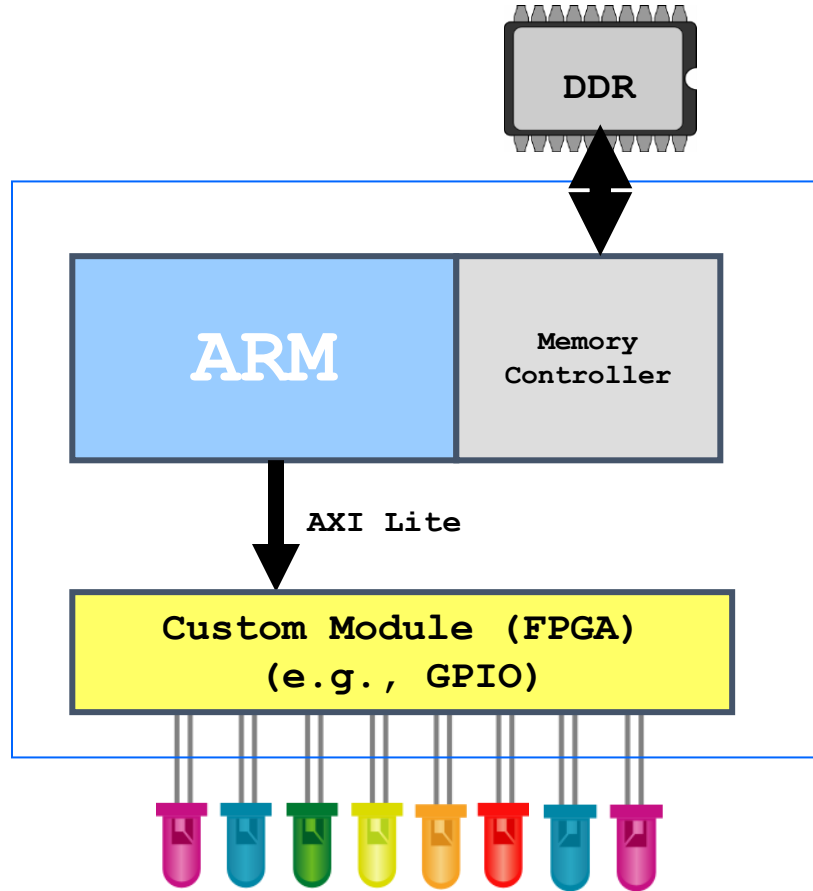 DDR
ARM
Memory
Controller
AXI Lite
Custom Module (FPGA)
(e.g., GPIO)